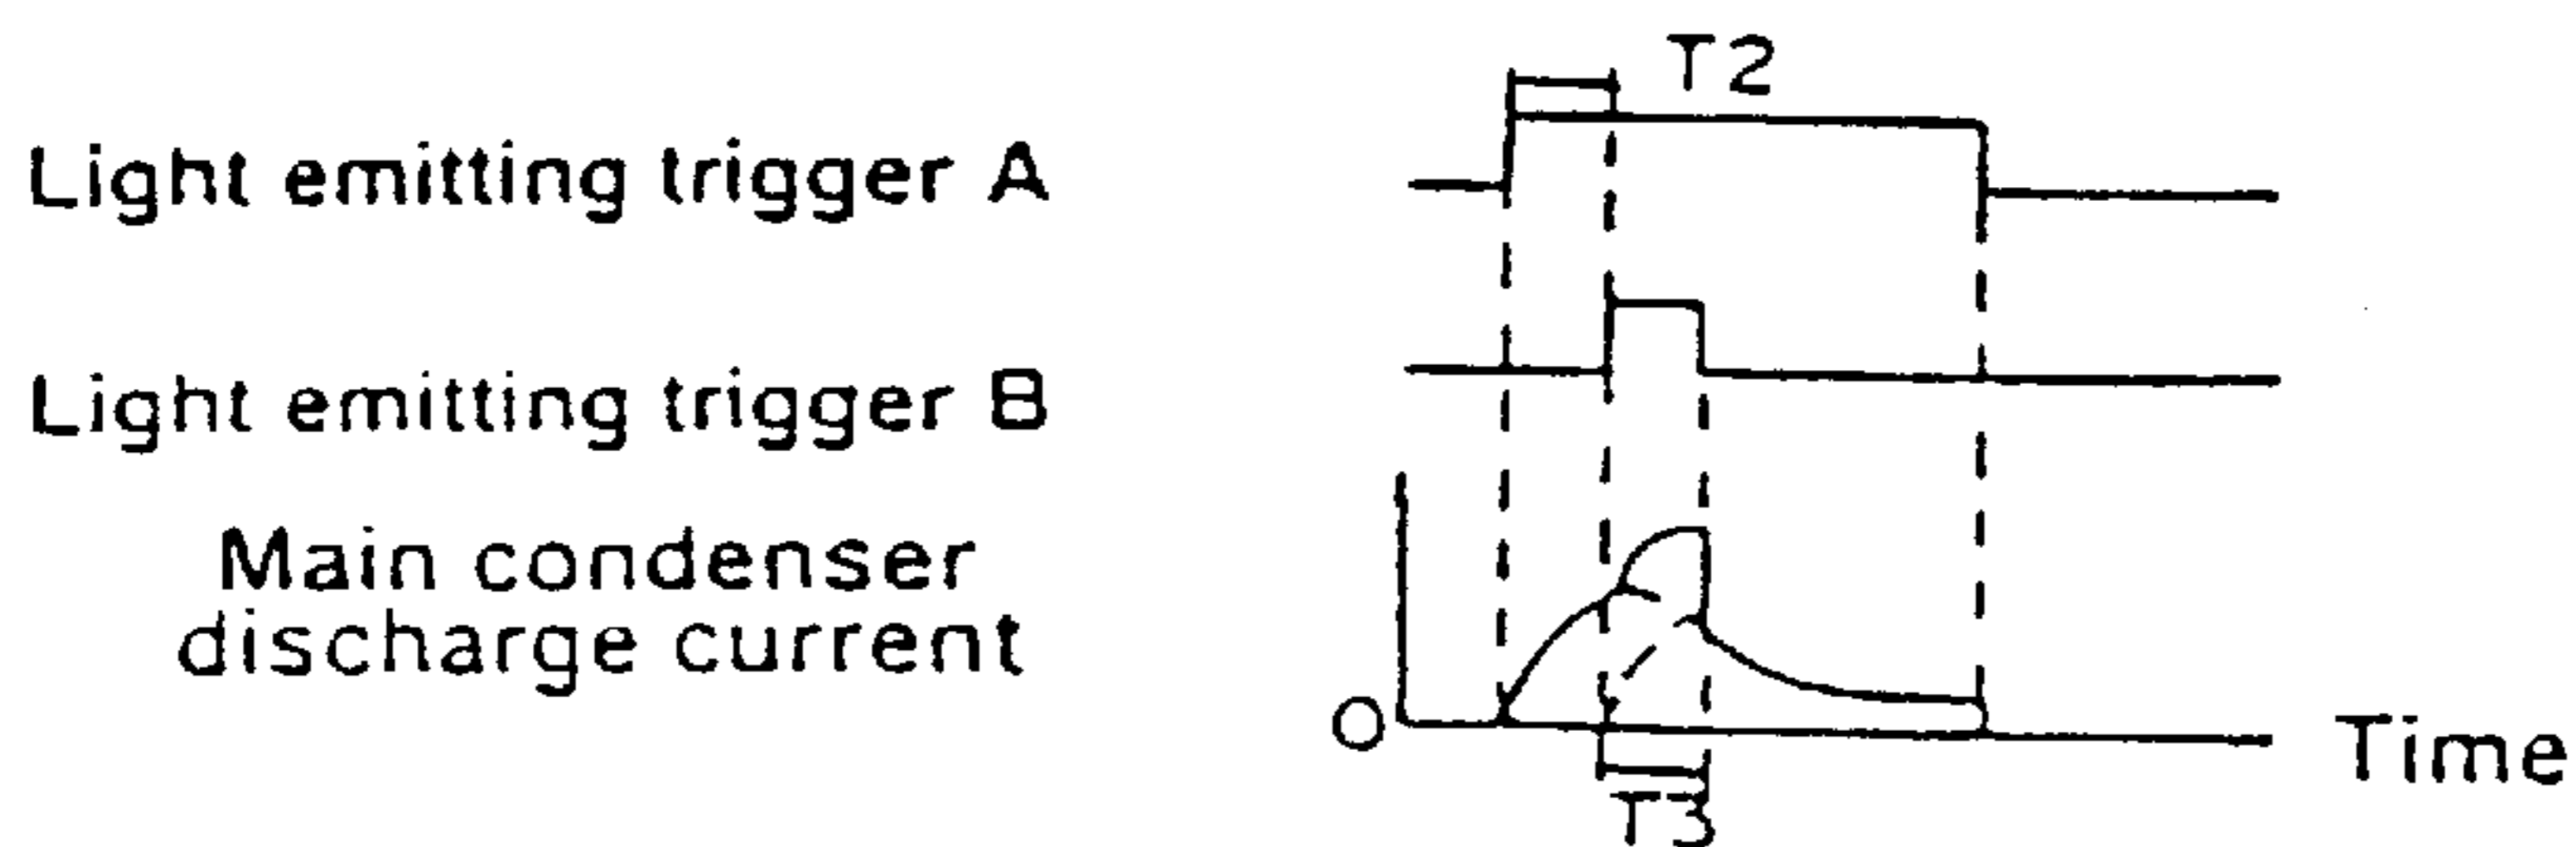 T2
Light emitting trigger A
Light emitting trigger B
Main condenser
discharge current
O
Time
T3